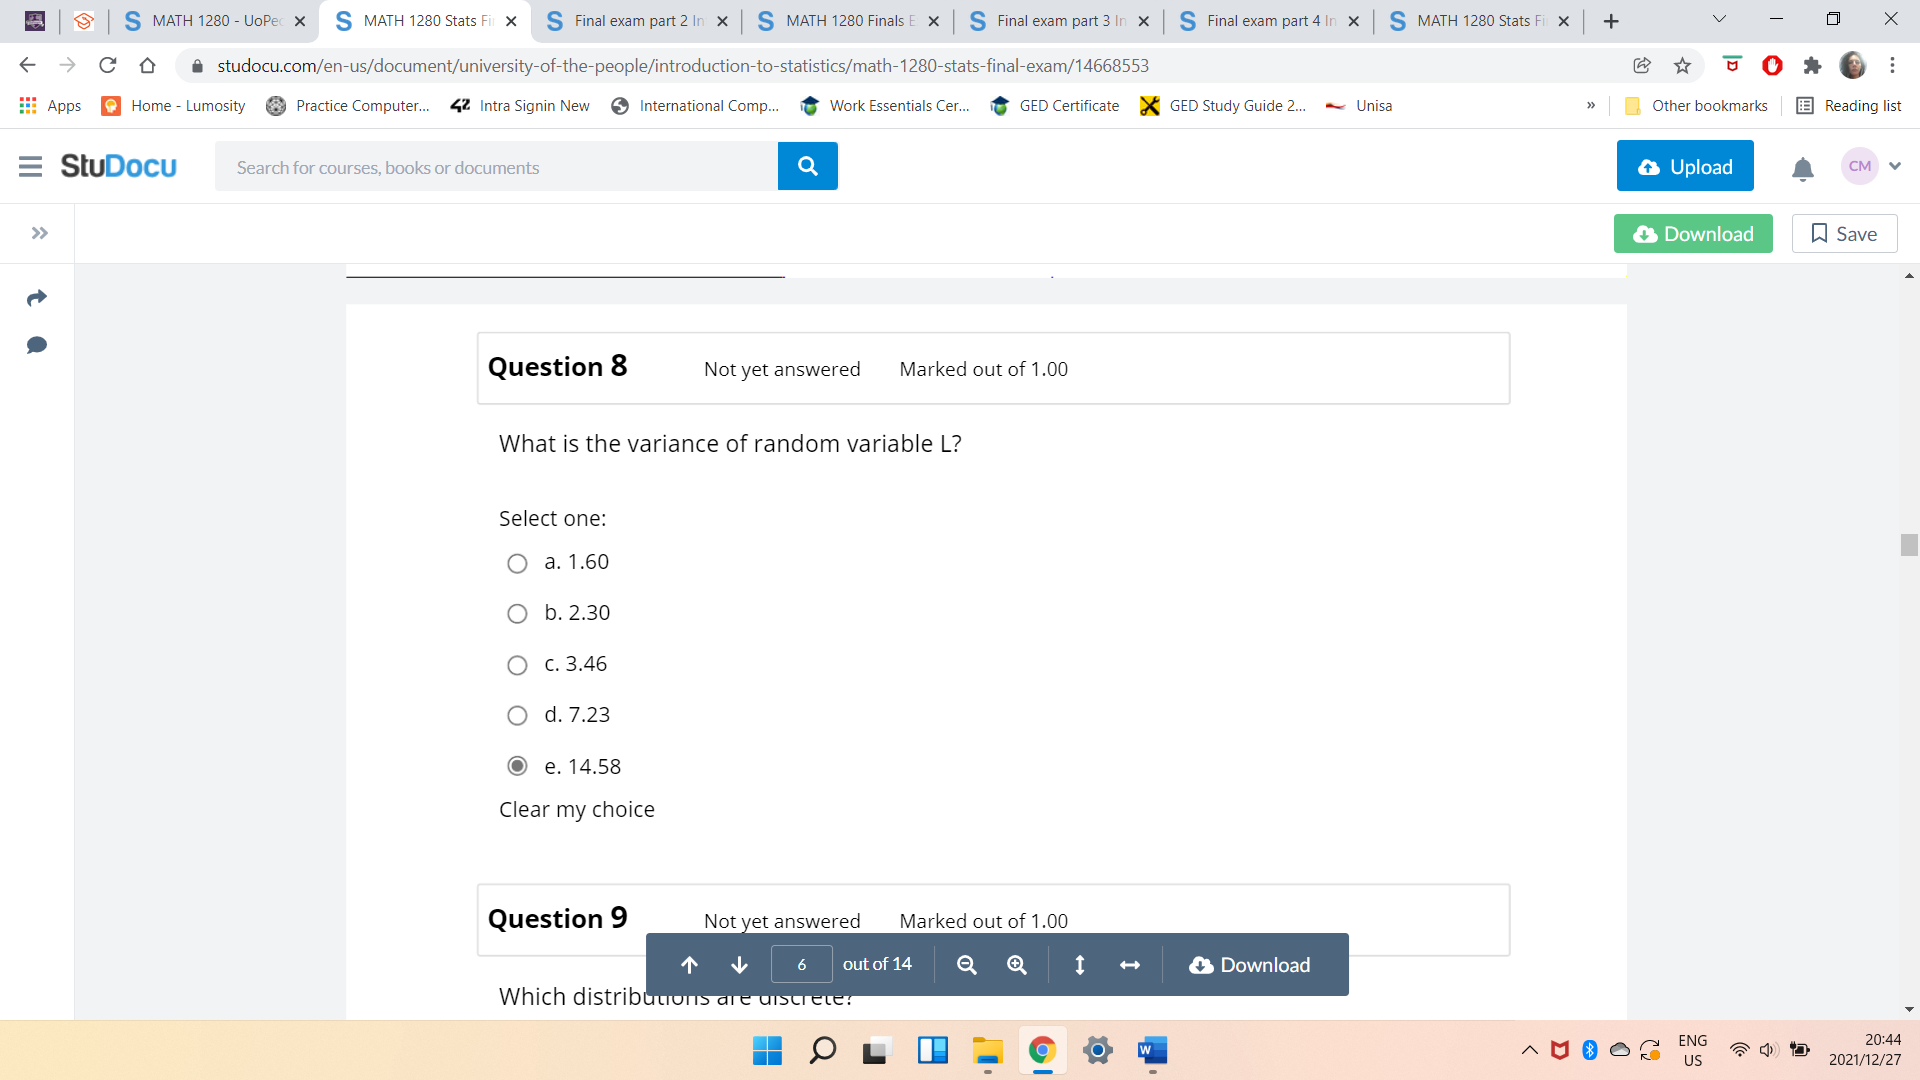 MATH 1280 - UoPe
MATH 1280 Stats Fi
Final exam part 2 In
MATH 1280 Finals E
Final exam part 3 In
Final exam part 4 In
MATH 1280 Stats Fi
studocu.com/en-us/document/university-of-the-people/introduction-to-statistics/math-1280-stats-final-exam/14668553
Apps
Home - Lumosity
Practice Computer...
Intra Signin New
International Comp...
Work Essentials Cer...
GED Certificate
GED Study Guide 2...
Unisa
»
Other bookmarks
Reading list
StuDocu
Search for courses, books or documents
Upload
CM
Download
Save
Question 8 Not yet answered Marked out of 1.00
What is the variance of random variable L?
Select one:
a. 1.60
b. 2.30
c. 3.46
d. 7.23
e. 14.58
Clear my choice
Question 9 Not yet answered Marked out of 1.00
6 out of 14 Download
Which distributions are discrete?
ENG
US
20:44
2021/12/27